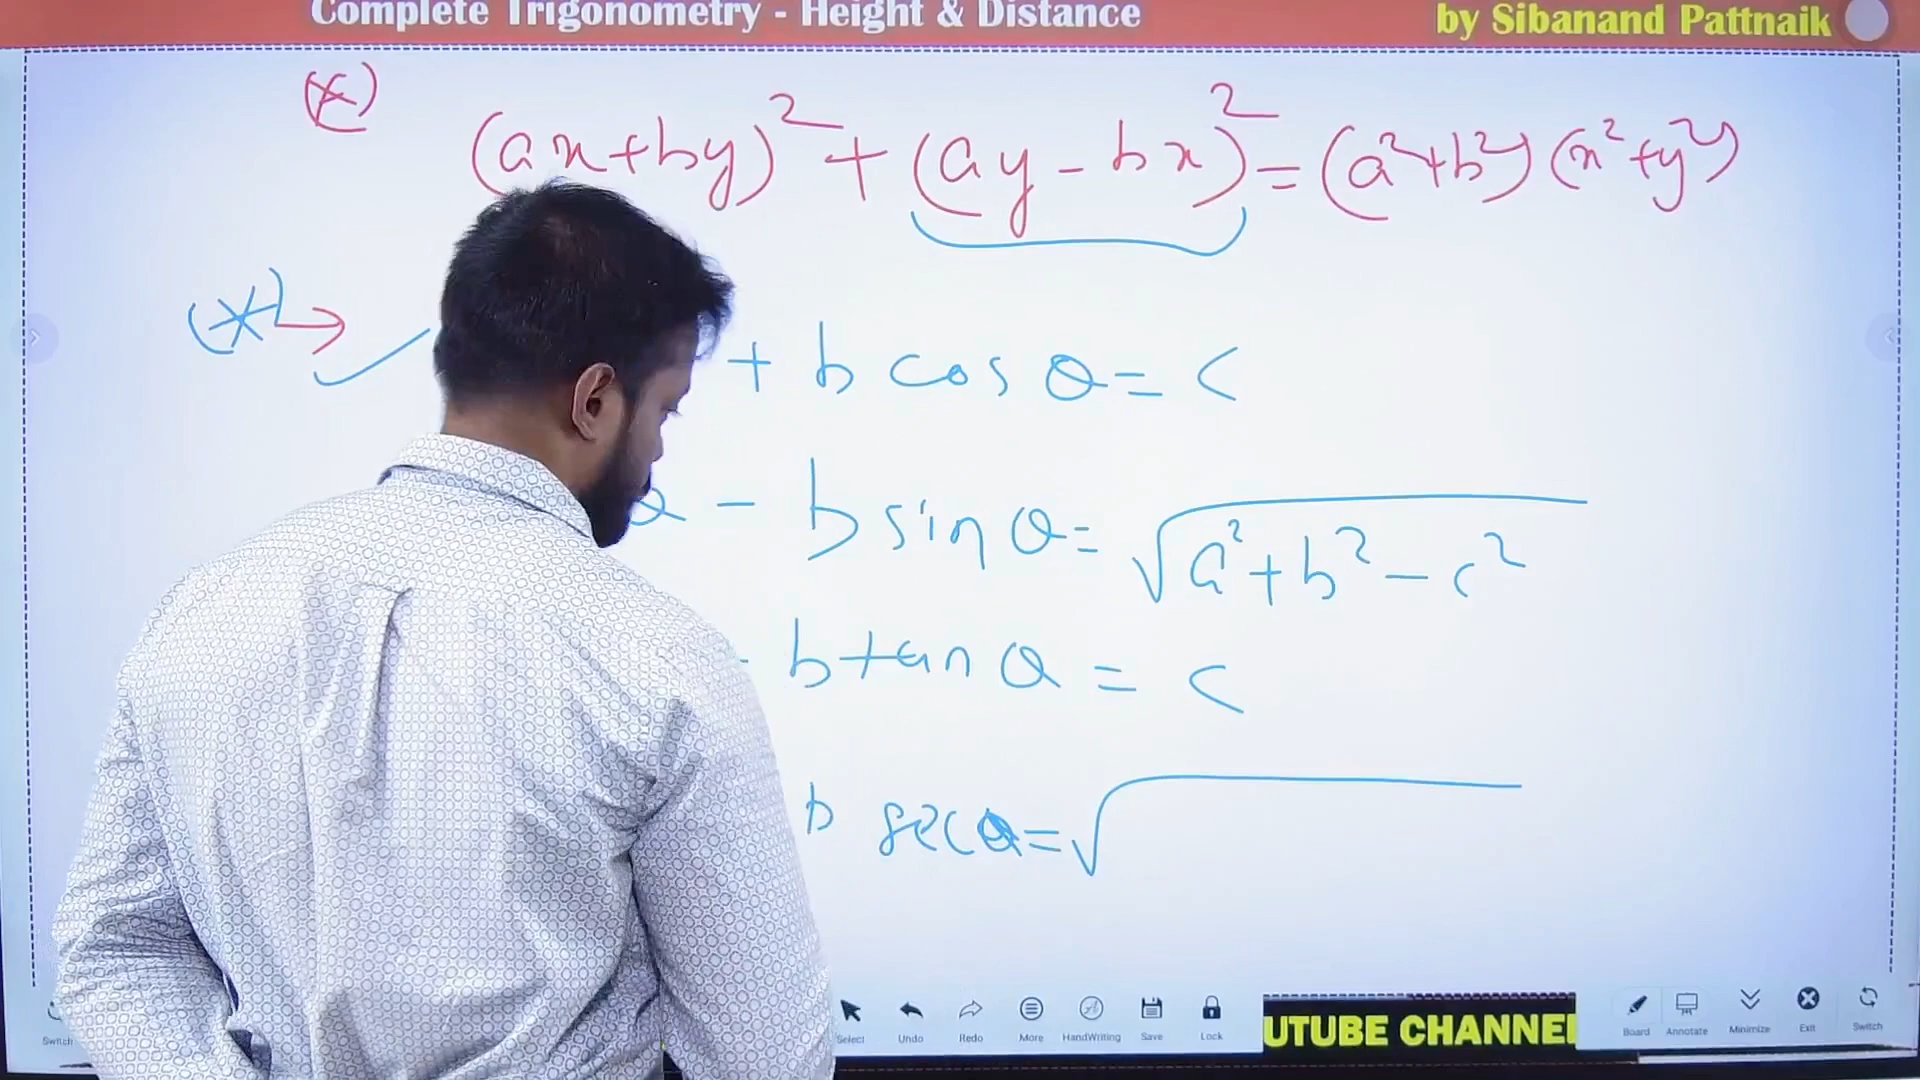 Complete Trigonometry - Height & Distance
by Sibanand Pattnaik
(*)
(ax+by)² + (ay - bx)² = (a²+b²) (x²+y²)
(*) →
+ b cos θ = c
θ - b sin θ = √a²+b²-c²
- b tan θ = c
b sec θ = √
Switch
Select
Undo
Redo
More
HandWriting
Save
Lock
UTUBE CHANNEL
Board
Annotate
Minimize
Exit
Switch